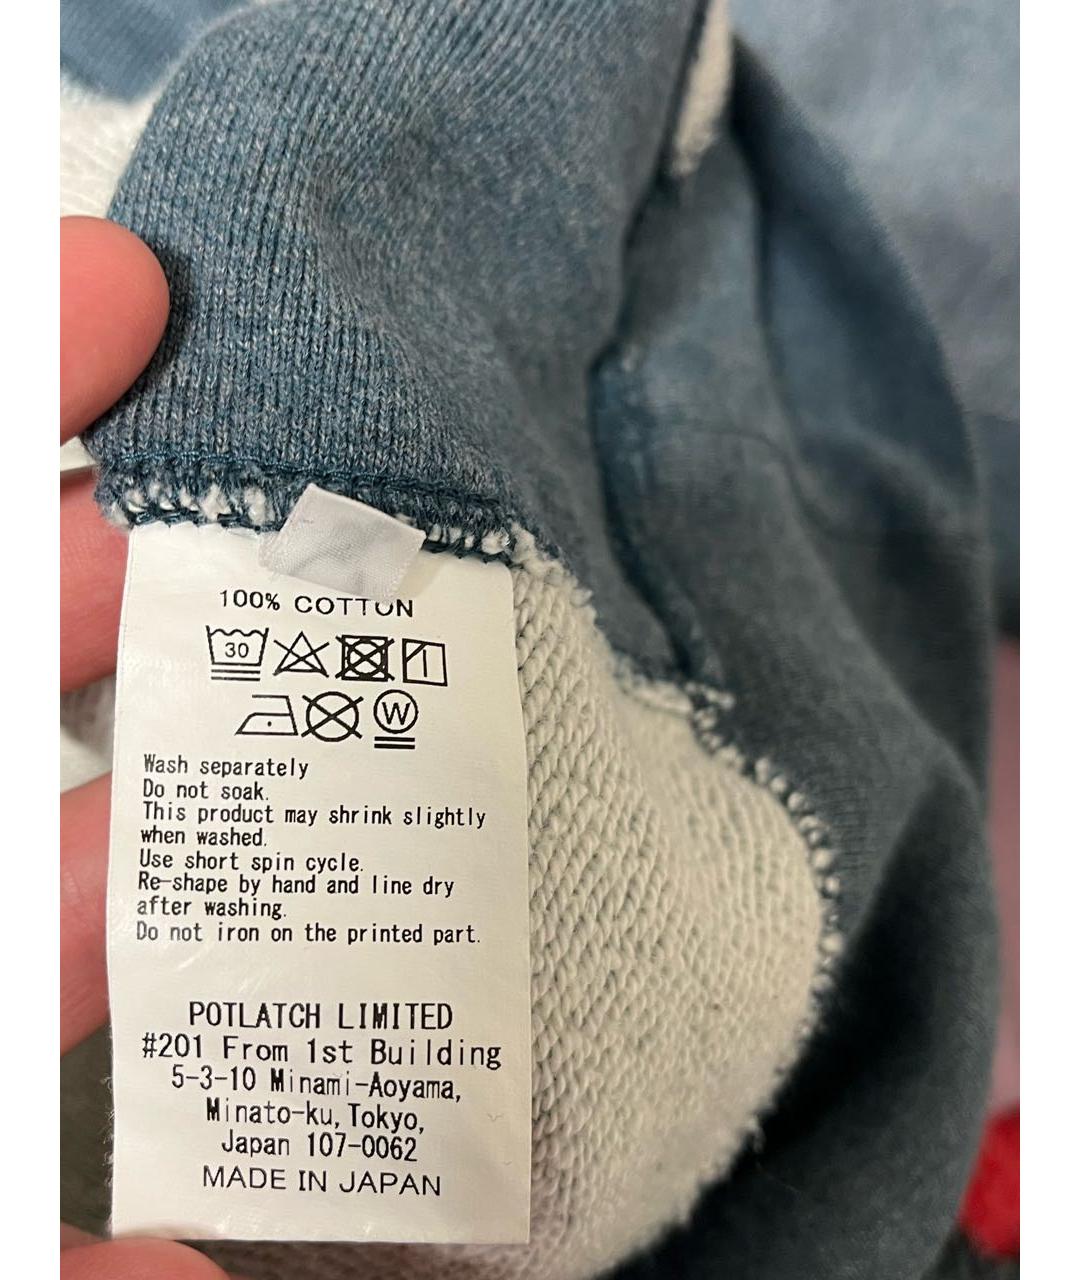 100% COTTON
30
W
Wash separately
Do not soak.
This product may shrink slightly
when washed.
Use short spin cycle.
Re-shape by hand and line dry
after washing.
Do not iron on the printed part.
POTLATCH LIMITED
#201 From 1st Building
5-3-10 Minami-Aoyama,
Minato-ku, Tokyo,
Japan 107-0062
MADE IN JAPAN